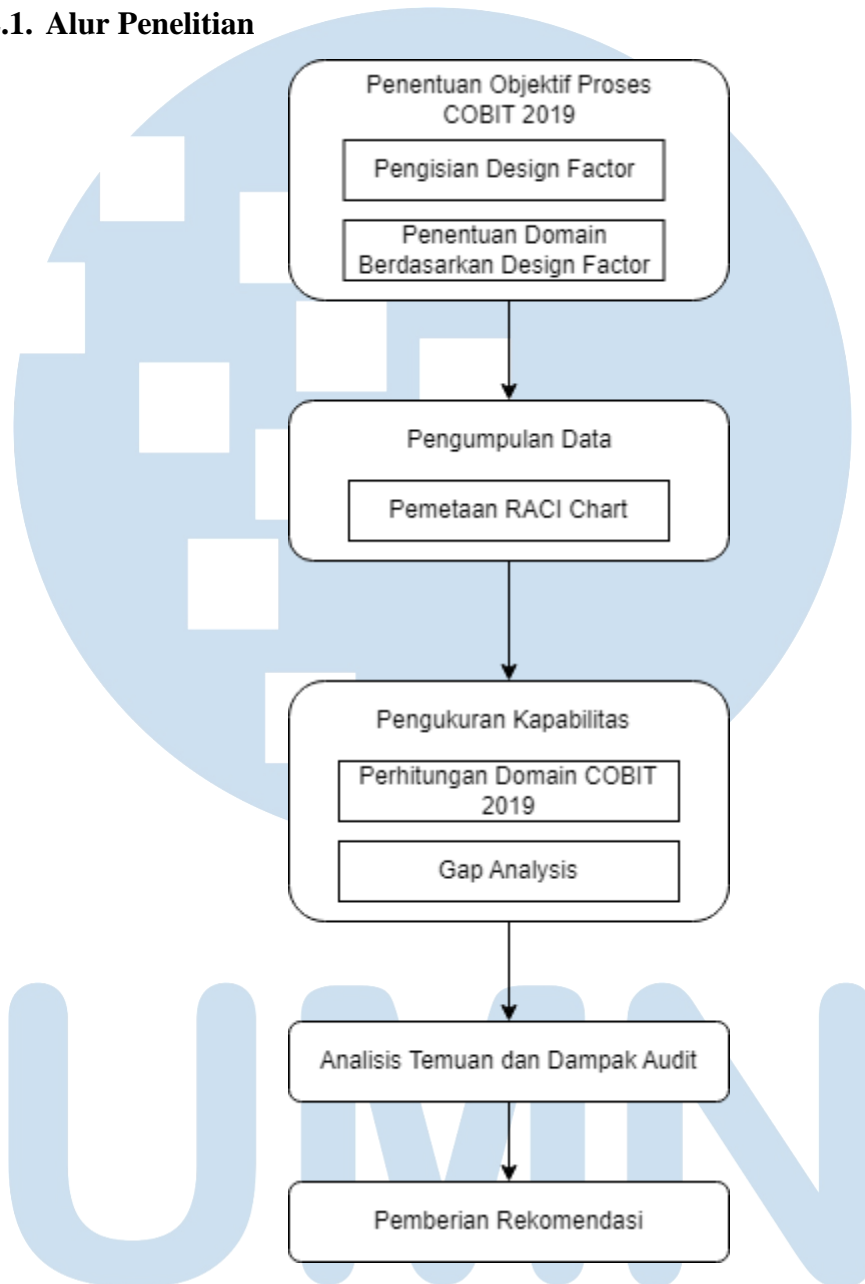 .1. Alur Penelitian
Penentuan Objektif Proses
COBIT 2019
Pengisian Design Factor
Penentuan Domain
Berdasarkan Design Factor
Pengumpulan Data
Pemetaan RACI Chart
Pengukuran Kapabilitas
Perhitungan Domain COBIT
2019
Gap Analysis
Analisis Temuan dan Dampak Audit
Pemberian Rekomendasi
UMN